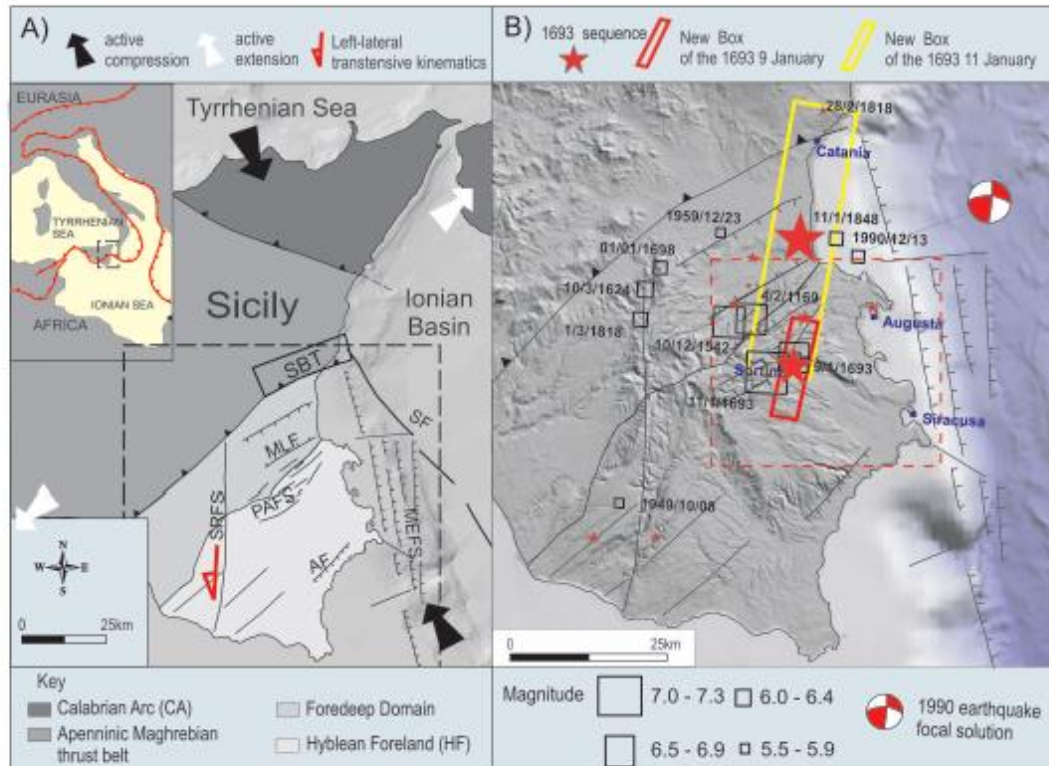 A)
active
compression
active
extension
Left-lateral
transtensive kinematics
EURASIA
TYRRHENIAN
SEA
IONIAN SEA
AFRICA
Tyrrhenian Sea
Sicily
Ionian
Basin
SBT
SF
MLF
PAFS
SRFS
MEFS
AF
N
W
E
S
0
25km
Key
Calabrian Arc (CA)
Apenninic Maghrebian
thrust belt
Foredeep Domain
Hyblean Foreland (HF)
B)
1693 sequence
New Box
of the 1693 9 January
New Box
of the 1693 11 January
28/2/1818
Catania
1959/12/23
11/1/1848
1990/12/13
01/01/1698
10/3/1624
4/2/1169
1/3/1818
Augusta
10/12/1542
9/1/1693
11/1/1693
Siracusa
1949/10/08
0
25km
Magnitude
7.0 - 7.3
6.0 - 6.4
6.5 - 6.9
5.5 - 5.9
1990 earthquake
focal solution